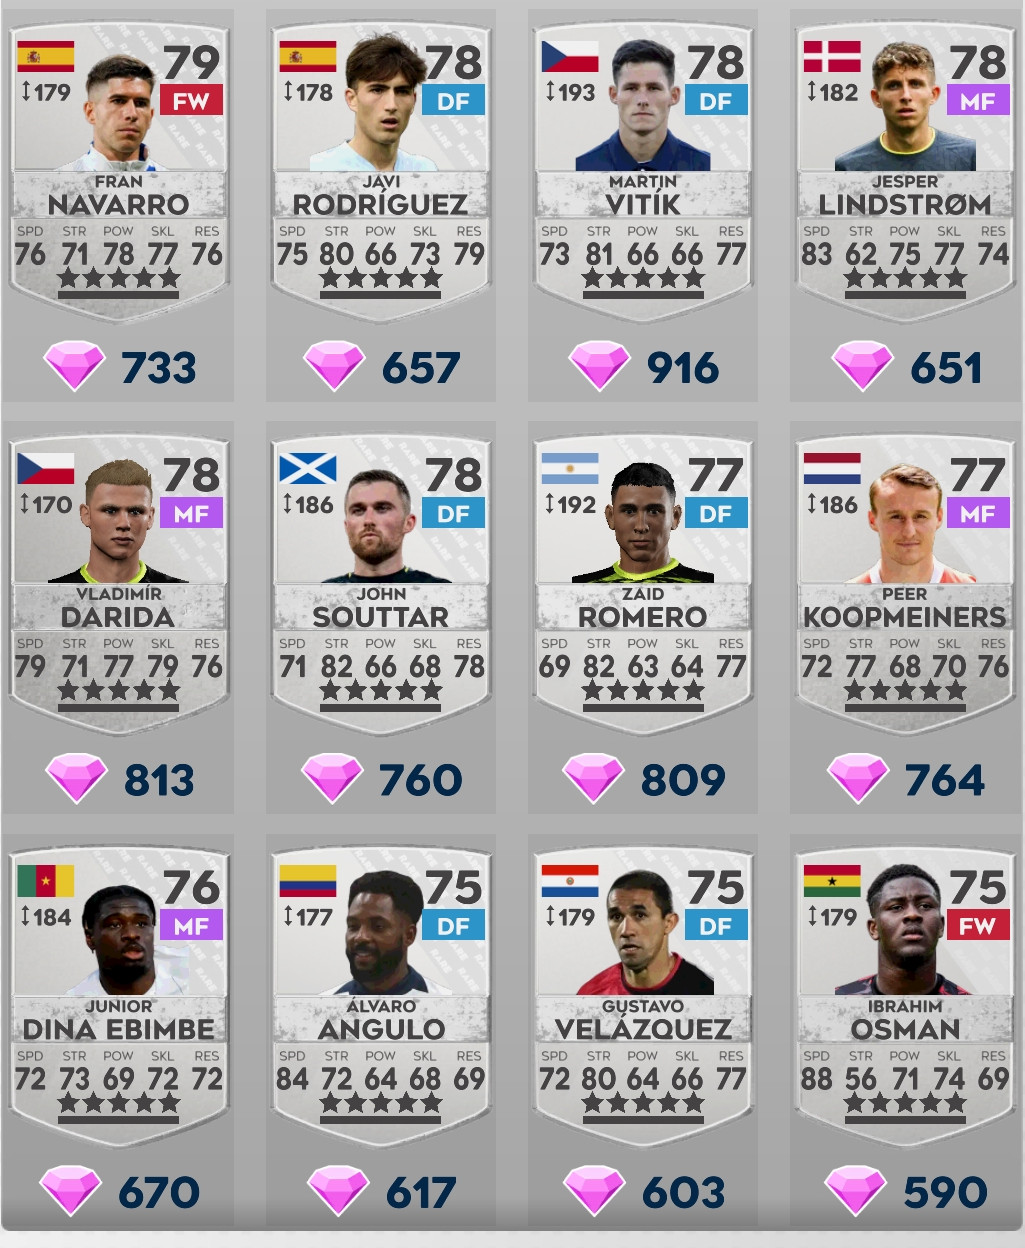 79
179
FW
FRAN
NAVARRO
SPD STR POW SKL RES
76 71 78 77 76
733
78
178
DF
JAVI
RODRÍGUEZ
SPD STR POW SKL RES
75 80 66 73 79
657
78
193
DF
MARTIN
VITÍK
SPD STR POW SKL RES
73 81 66 66 77
916
78
182
MF
JESPER
LINDSTRØM
SPD STR POW SKL RES
83 62 75 77 74
651
78
170
MF
VLADIMÍR
DARIDA
SPD STR POW SKL RES
79 71 77 79 76
813
78
186
DF
JOHN
SOUTTAR
SPD STR POW SKL RES
71 82 66 68 78
760
77
192
DF
ZAID
ROMERO
SPD STR POW SKL RES
69 82 63 64 77
809
77
186
MF
PEER
KOOPMEINERS
SPD STR POW SKL RES
72 77 68 70 76
764
76
184
MF
JUNIOR
DINA EBIMBE
SPD STR POW SKL RES
72 73 69 72 72
670
75
177
DF
ÁLVARO
ANGULO
SPD STR POW SKL RES
84 72 64 68 69
617
75
179
DF
GUSTAVO
VELÁZQUEZ
SPD STR POW SKL RES
72 80 64 66 77
603
75
179
FW
IBRAHIM
OSMAN
SPD STR POW SKL RES
88 56 71 74 69
590